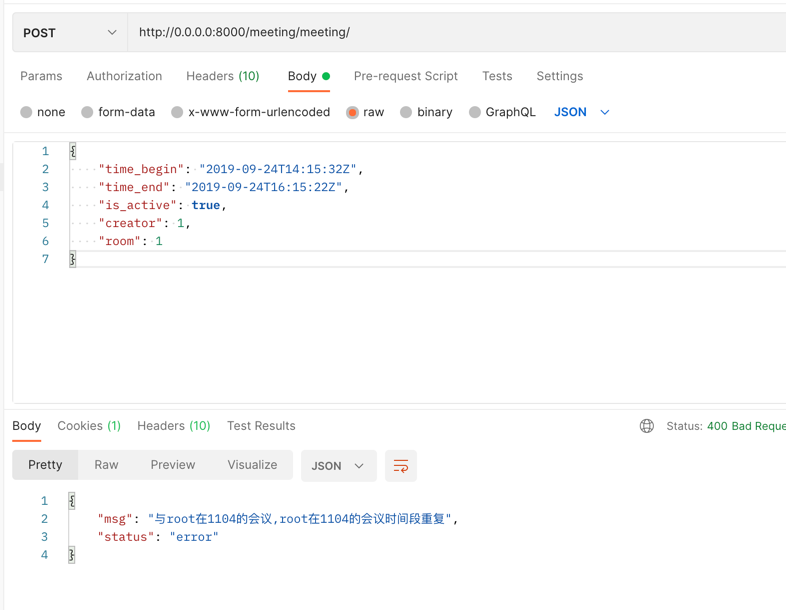 POST http://0.0.0.0:8000/meeting/meeting/
Params Authorization Headers (10) Body Pre-request Script Tests Settings
none form-data x-www-form-urlencoded raw binary GraphQL JSON
1 {
2 "time_begin": "2019-09-24T14:15:32Z",
3 "time_end": "2019-09-24T16:15:22Z",
4 "is_active": true,
5 "creator": 1,
6 "room": 1
7 }
Body Cookies (1) Headers (10) Test Results Status: 400 Bad Reque
Pretty Raw Preview Visualize JSON
1 {
2 "msg": "与root在1104的会议,root在1104的会议时间段重复",
3 "status": "error"
4 }